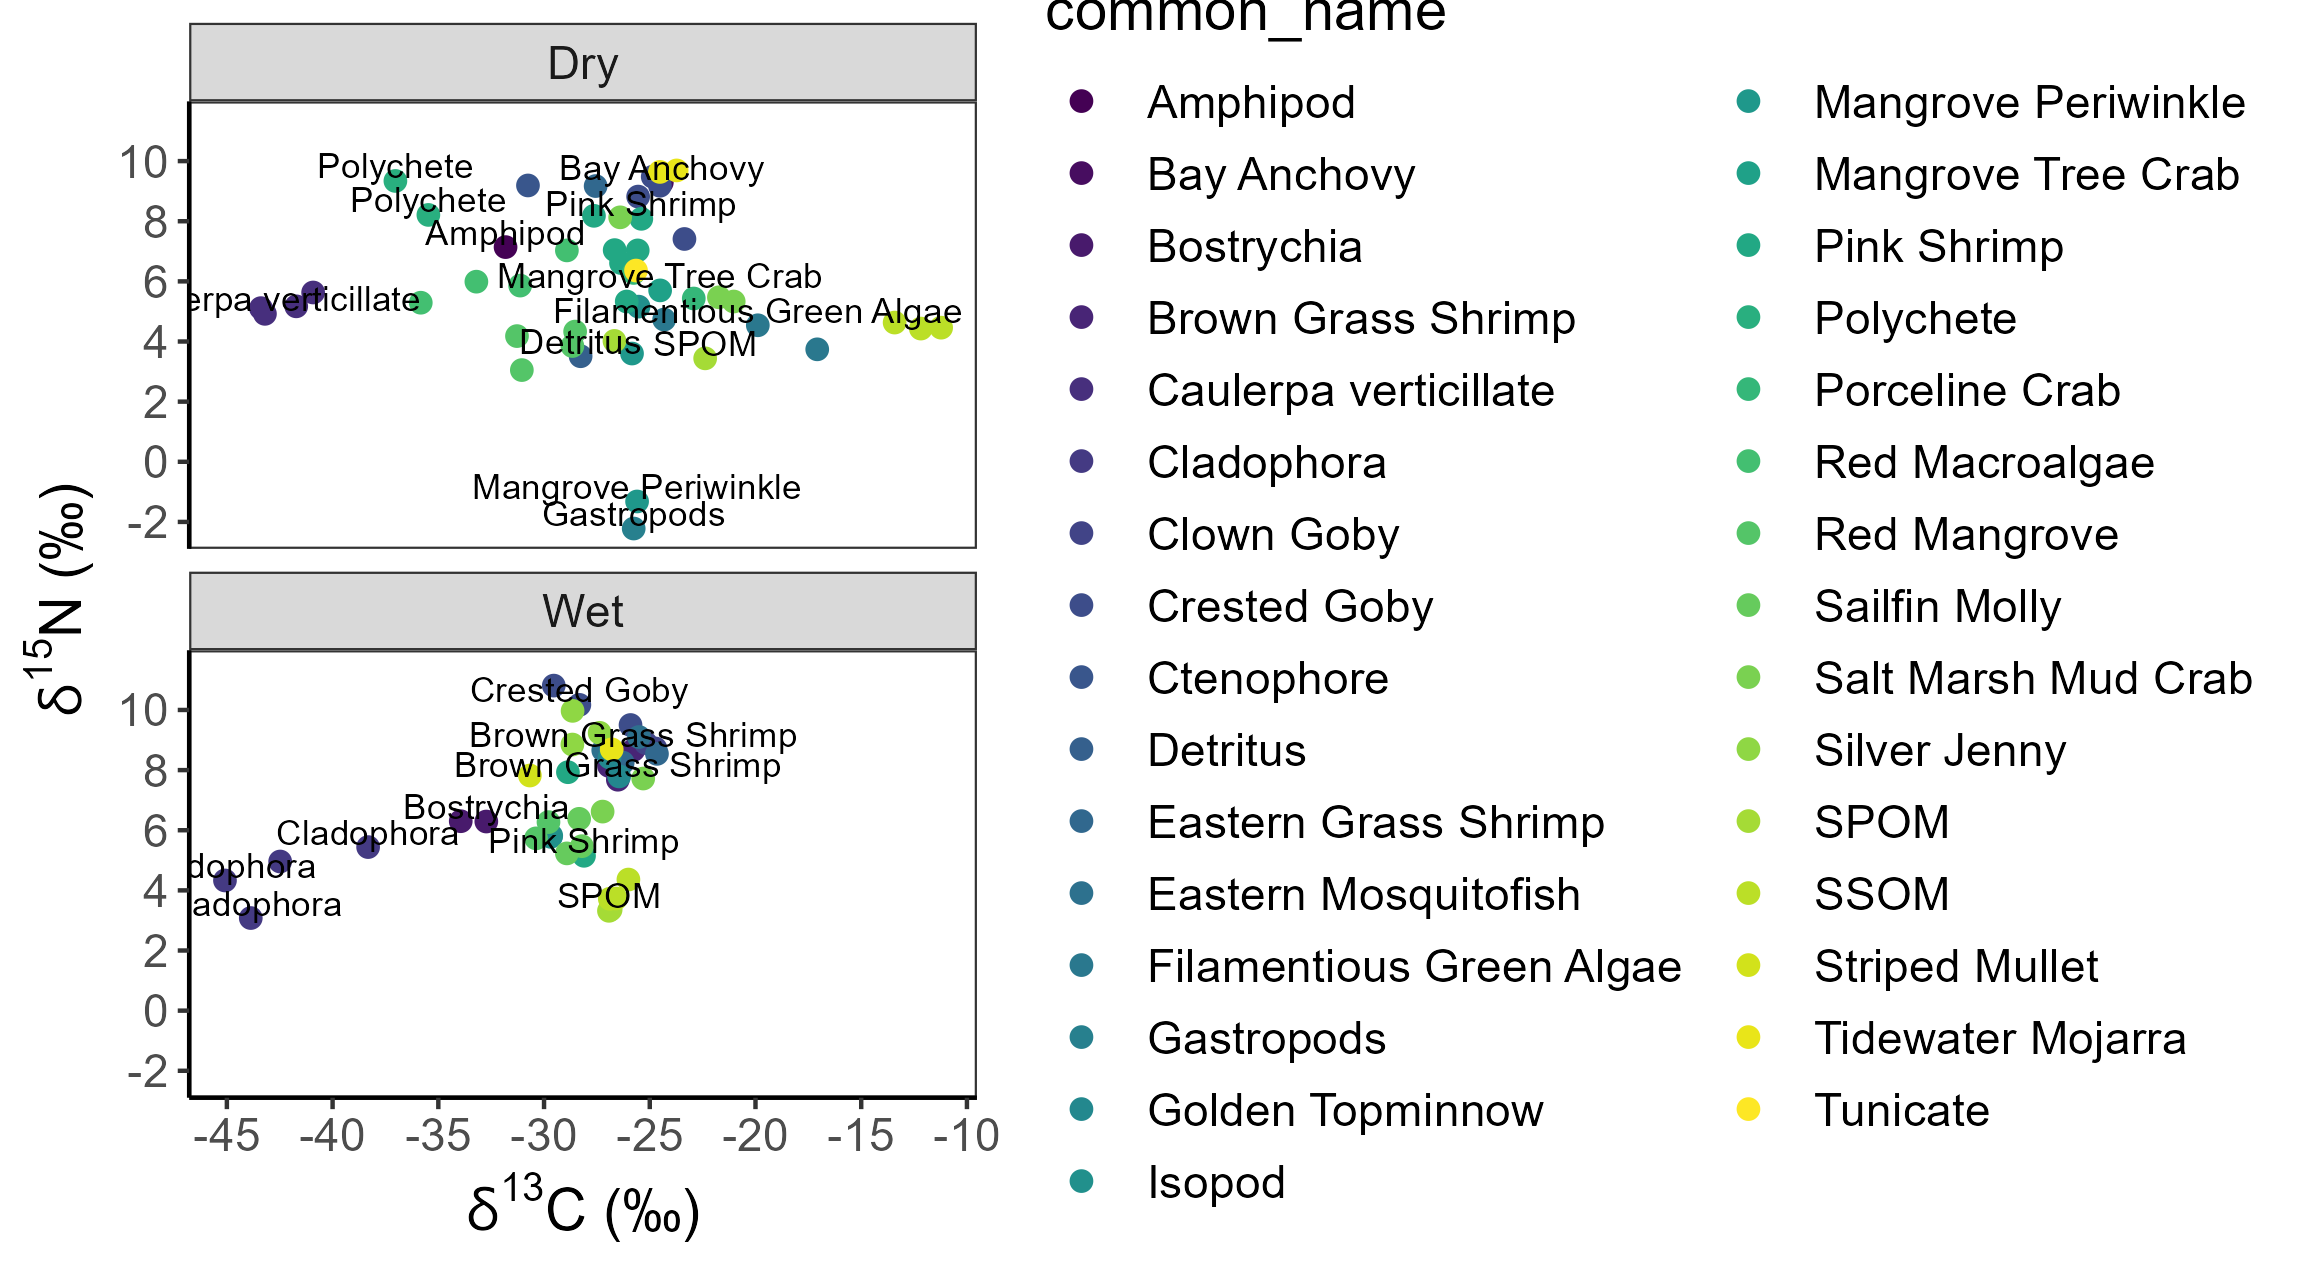 common_name
Dry
10
8
6
4
2
0
-2
Polychete
Bay Anchovy
Polychete
Pink Shrimp
Amphipod
Mangrove Tree Crab
erpa verticillate
Filamentious Green Algae
Detritus
SPOM
Mangrove Periwinkle
Gastropods
Wet
10
8
6
4
2
0
-2
Crested Goby
Brown Grass Shrimp
Brown Grass Shrimp
Bostrychia
Cladophora
Pink Shrimp
dophora
adophora
SPOM
-45
-40
-35
-30
-25
-20
-15
-10
δ15N (‰)
δ13C (‰)
Amphipod
Bay Anchovy
Bostrychia
Brown Grass Shrimp
Caulerpa verticillate
Cladophora
Clown Goby
Crested Goby
Ctenophore
Detritus
Eastern Grass Shrimp
Eastern Mosquitofish
Filamentious Green Algae
Gastropods
Golden Topminnow
Isopod
Mangrove Periwinkle
Mangrove Tree Crab
Pink Shrimp
Polychete
Porceline Crab
Red Macroalgae
Red Mangrove
Sailfin Molly
Salt Marsh Mud Crab
Silver Jenny
SPOM
SSOM
Striped Mullet
Tidewater Mojarra
Tunicate